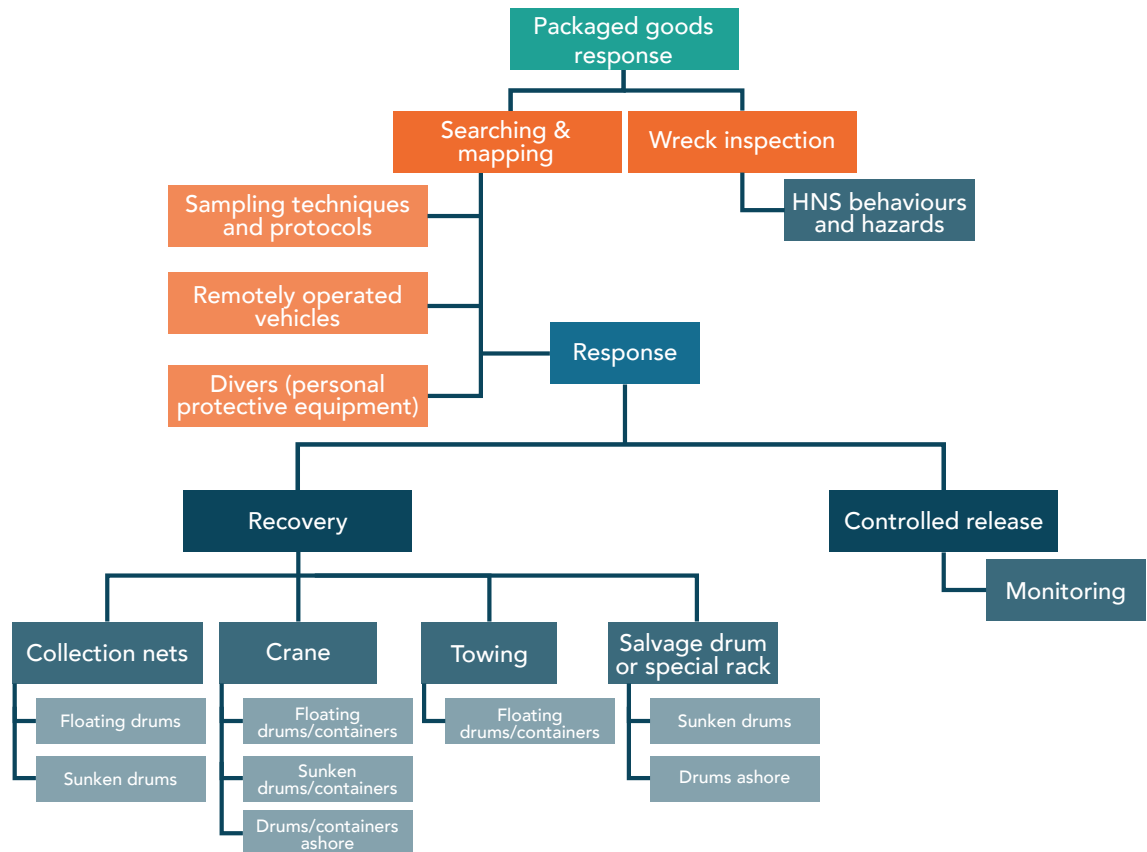 Packaged goods
response
Searching &
mapping
Wreck inspection
HNS behaviours
and hazards
Sampling techniques
and protocols
Remotely operated
vehicles
Divers (personal
protective equipment)
Response
Recovery
Controlled release
Monitoring
Collection nets
Floating drums
Sunken drums
Crane
Floating
drums/containers
Sunken
drums/containers
Drums/containers
ashore
Towing
Floating
drums/containers
Salvage drum
or special rack
Sunken drums
Drums ashore